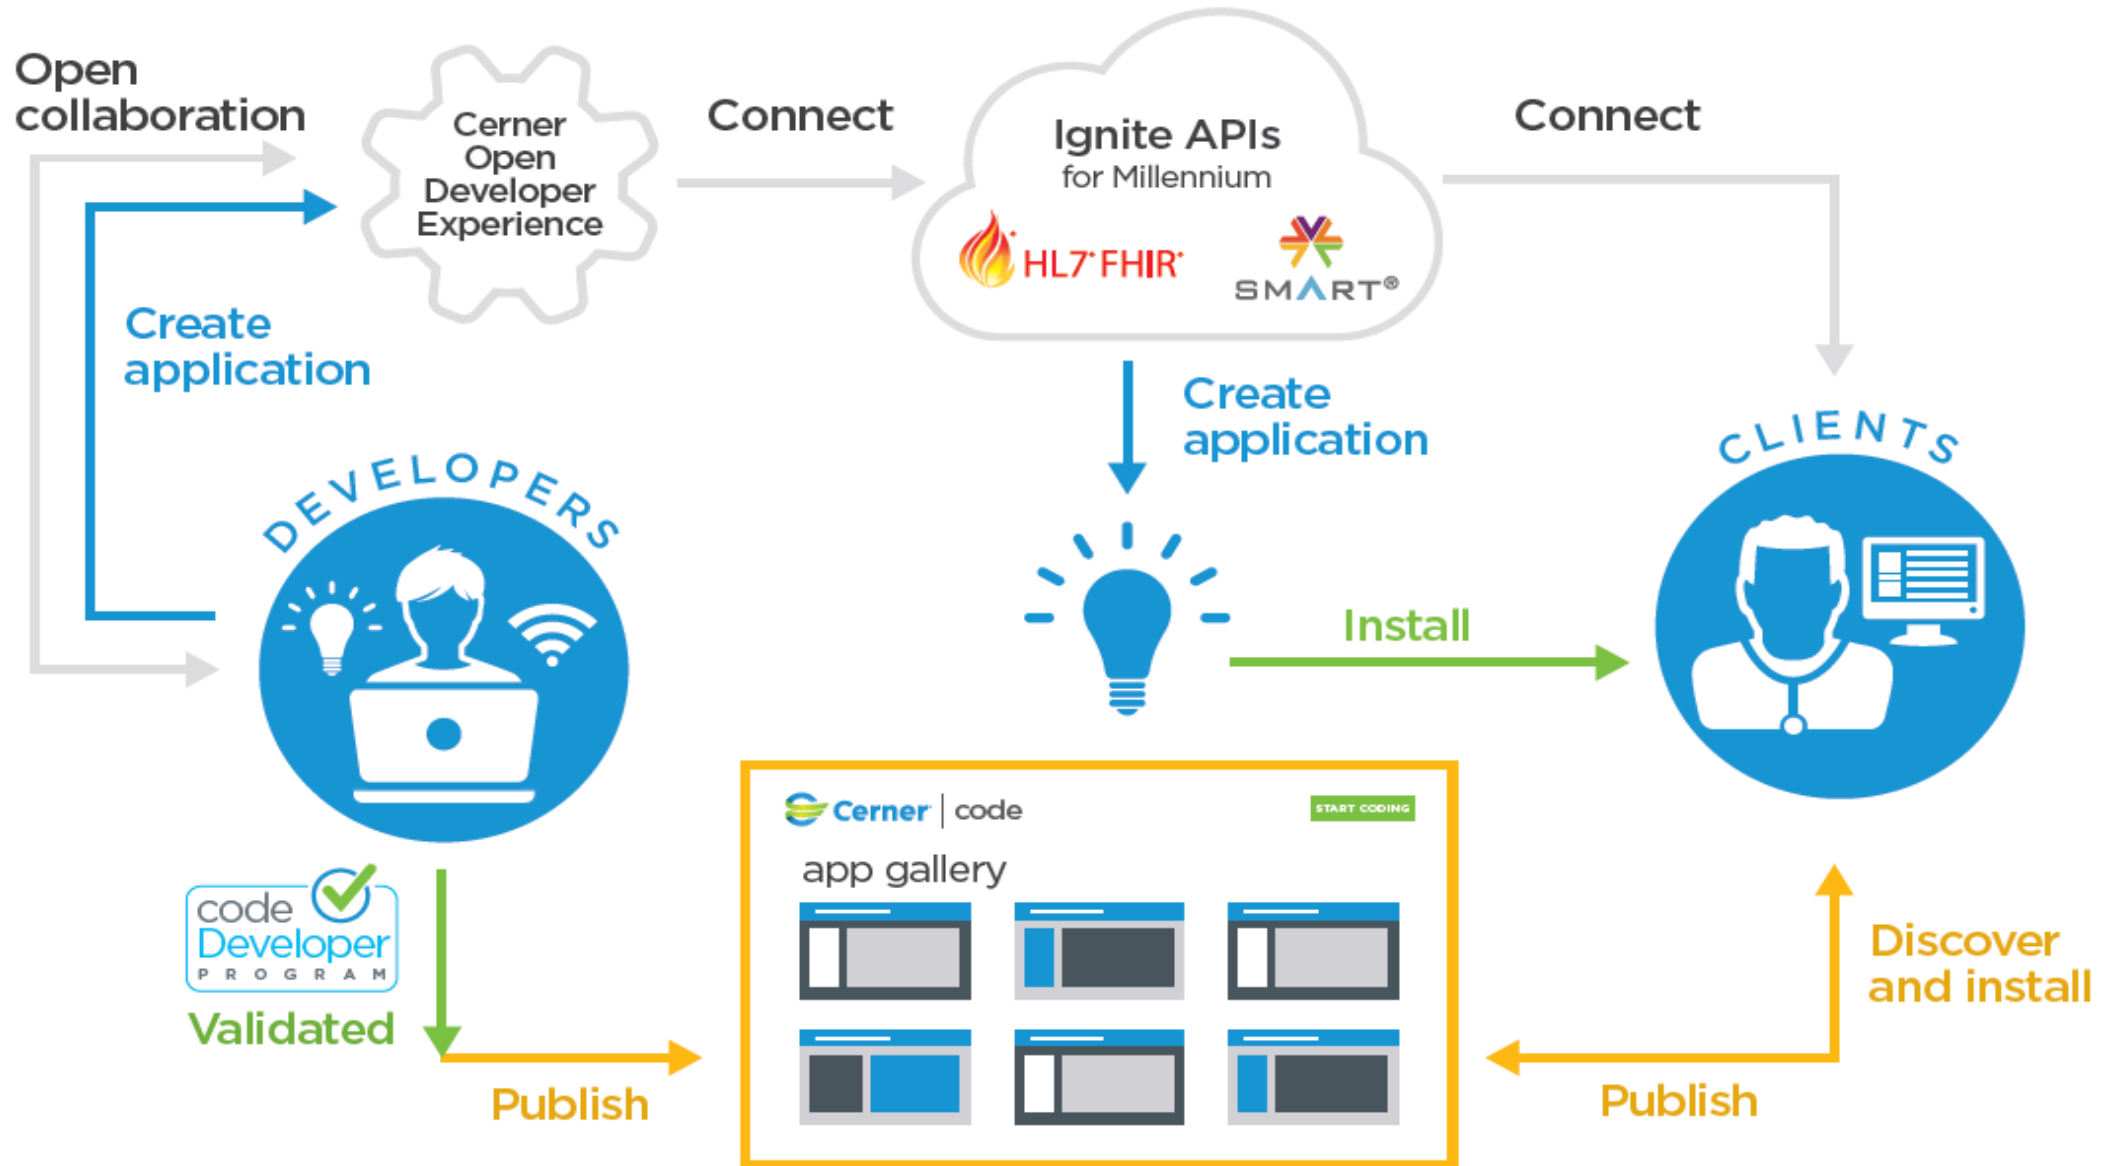 Open
collaboration
Cerner
Open
Developer
Experience
Connect
Ignite APIs
for Millennium
HL7 FHIR
SMART®
Connect
Create
application
Create
application
DEVELOPERS
CLIENTS
Install
Cerner | code
START CODING
app gallery
code
Developer
PROGRAM
Validated
Publish
Discover
and install
Publish